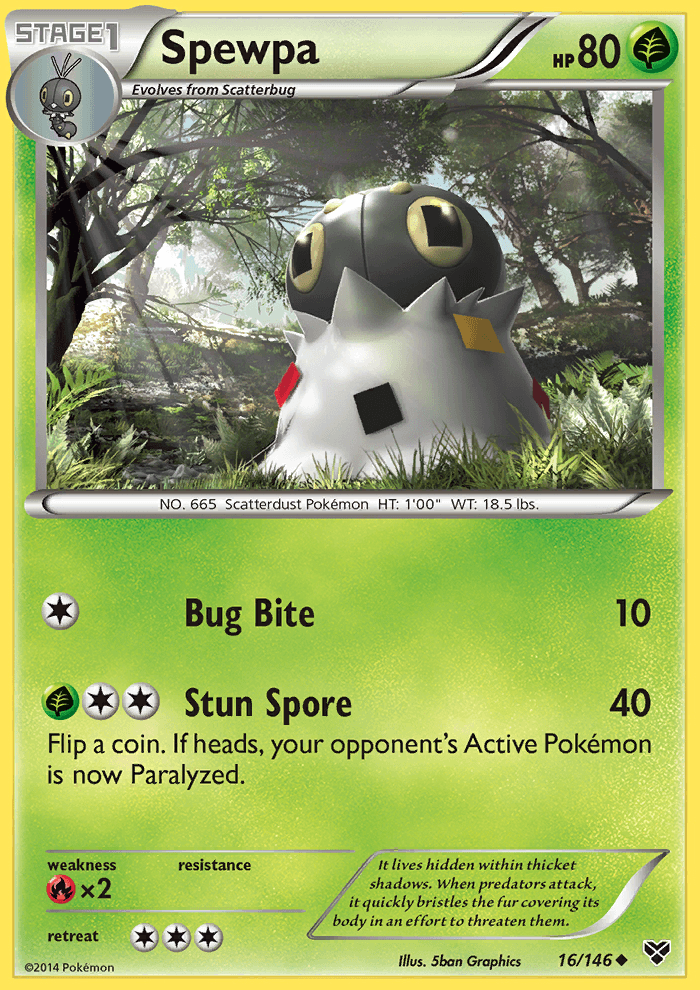 STAGE1
Spewpa
HP80
Evolves from Scatterbug
NO. 665 Scatterdust Pokémon HT: 1'00" WT: 18.5 lbs.
Bug Bite 10
Stun Spore 40
Flip a coin. If heads, your opponent's Active Pokémon
is now Paralyzed.
weakness resistance
×2
retreat
It lives hidden within thicket
shadows. When predators attack,
it quickly bristles the fur covering its
body in an effort to threaten them.
©2014 Pokémon
Illus. 5ban Graphics 16/146